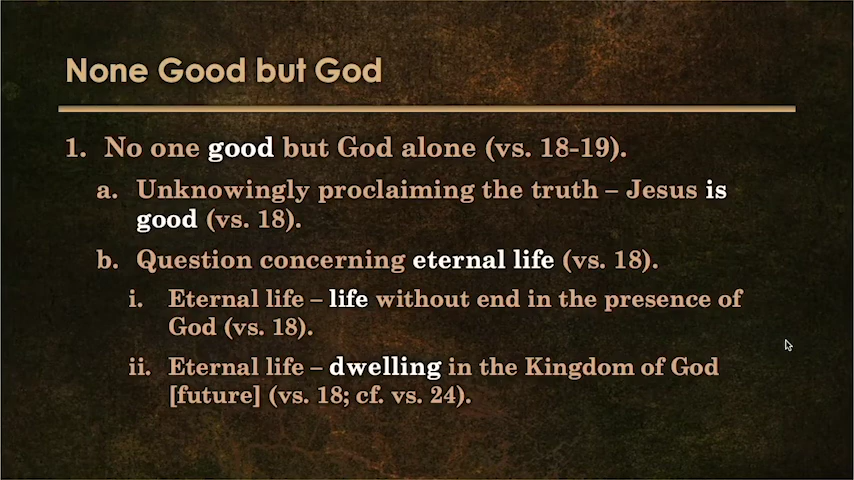 None Good but God
1. No one good but God alone (vs. 18-19).
a. Unknowingly proclaiming the truth – Jesus is
good (vs. 18).
b. Question concerning eternal life (vs. 18).
i. Eternal life – life without end in the presence of
God (vs. 18).
ii. Eternal life – dwelling in the Kingdom of God
[future] (vs. 18; cf. vs. 24).